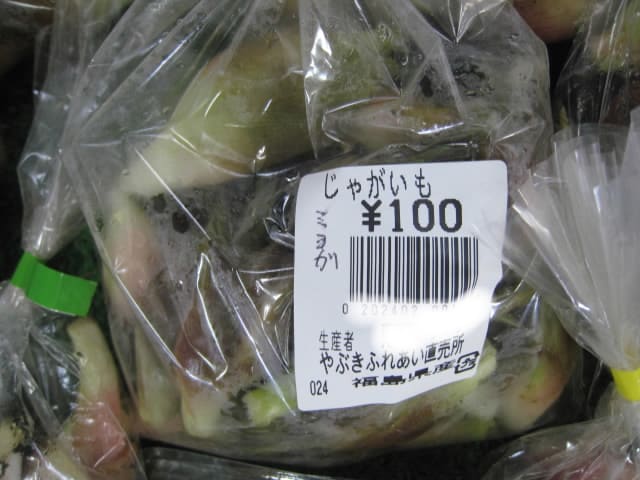 じゃがいも
ミョウガ
¥100
生産者
やぶきふれあい直売所
024 福島県産